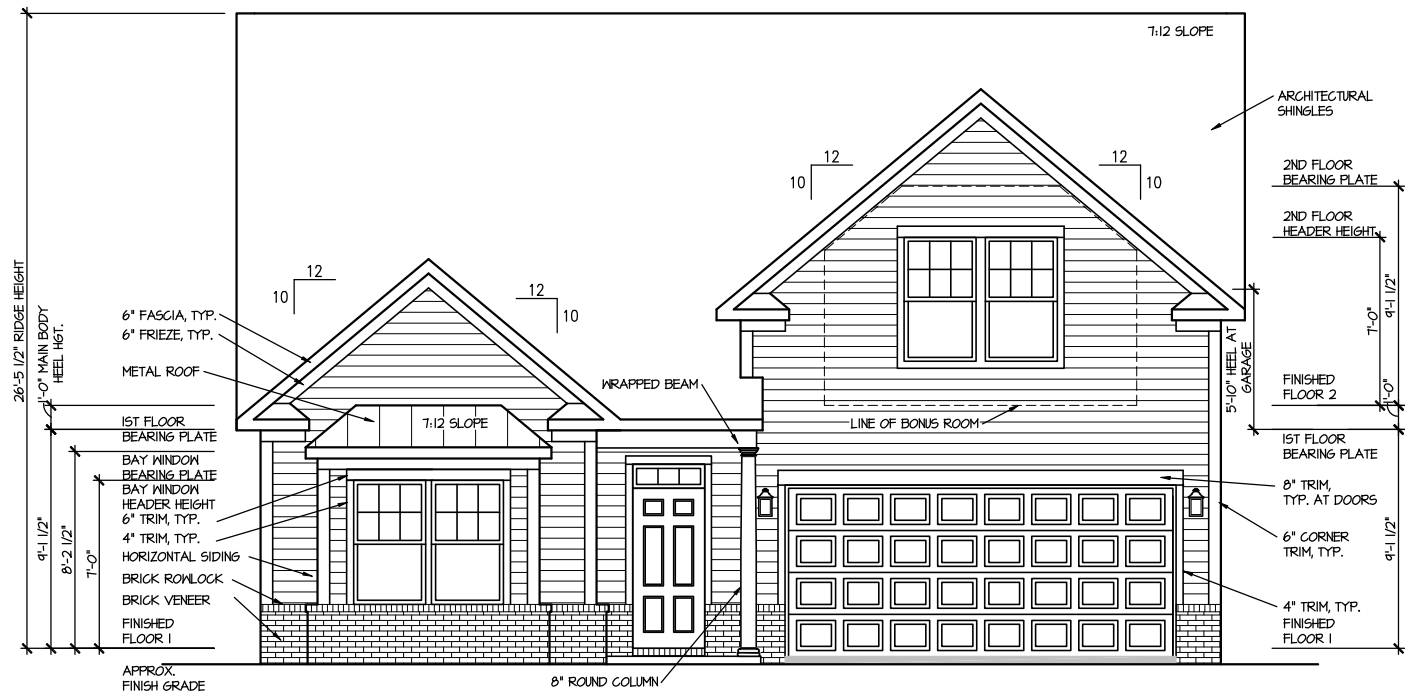 7:12 SLOPE
ARCHITECTURAL
SHINGLES
12
10
12
10
2ND FLOOR
BEARING PLATE
2ND FLOOR
HEADER HEIGHT
9'-1 1/2"
7'-0"
1'-0"
5'-10" HEEL AT
GARAGE
FINISHED
FLOOR 2
1ST FLOOR
BEARING PLATE
8" TRIM,
TYP. AT DOORS
6" CORNER
TRIM, TYP.
9'-1 1/2"
4" TRIM, TYP.
FINISHED
FLOOR 1
26'-5 1/2" RIDGE HEIGHT
1'-0" MAIN BODY
HEEL HGT.
12
10
12
10
6" FASCIA, TYP.
6" FRIEZE, TYP.
METAL ROOF
7:12 SLOPE
WRAPPED BEAM
LINE OF BONUS ROOM
1ST FLOOR
BEARING PLATE
BAY WINDOW
BEARING PLATE
BAY WINDOW
HEADER HEIGHT
6" TRIM, TYP.
4" TRIM, TYP.
HORIZONTAL SIDING
BRICK ROWLOCK
BRICK VENEER
FINISHED
FLOOR 1
9'-1 1/2"
8'-2 1/2"
7'-0"
APPROX.
FINISH GRADE
8" ROUND COLUMN